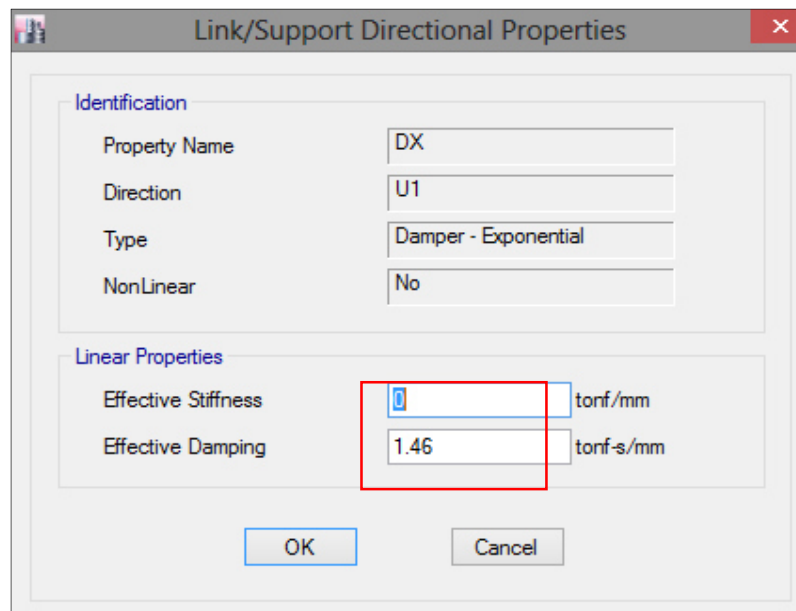 Link/Support Directional Properties
Identification
Property Name DX
Direction U1
Type Damper - Exponential
NonLinear No
Linear Properties
Effective Stiffness 0 tonf/mm
Effective Damping 1.46 tonf-s/mm
OK Cancel